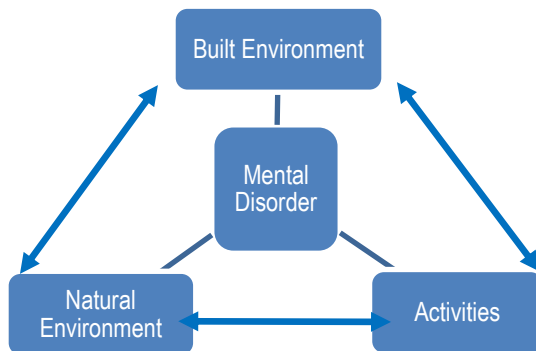 Built Environment
Mental
Disorder
Natural
Environment
Activities